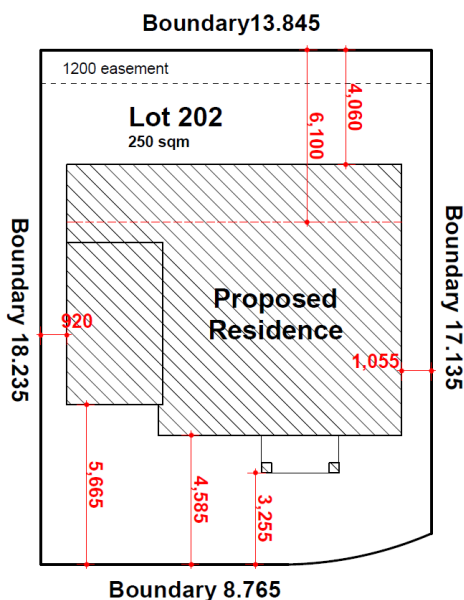 Boundary13.845
1200 easement
4,060
Lot 202
6,100
250 sqm
Boundary 18.235
Boundary 17.135
Proposed
Residence
920
1,055
5,665
4,585
3,255
Boundary 8.765